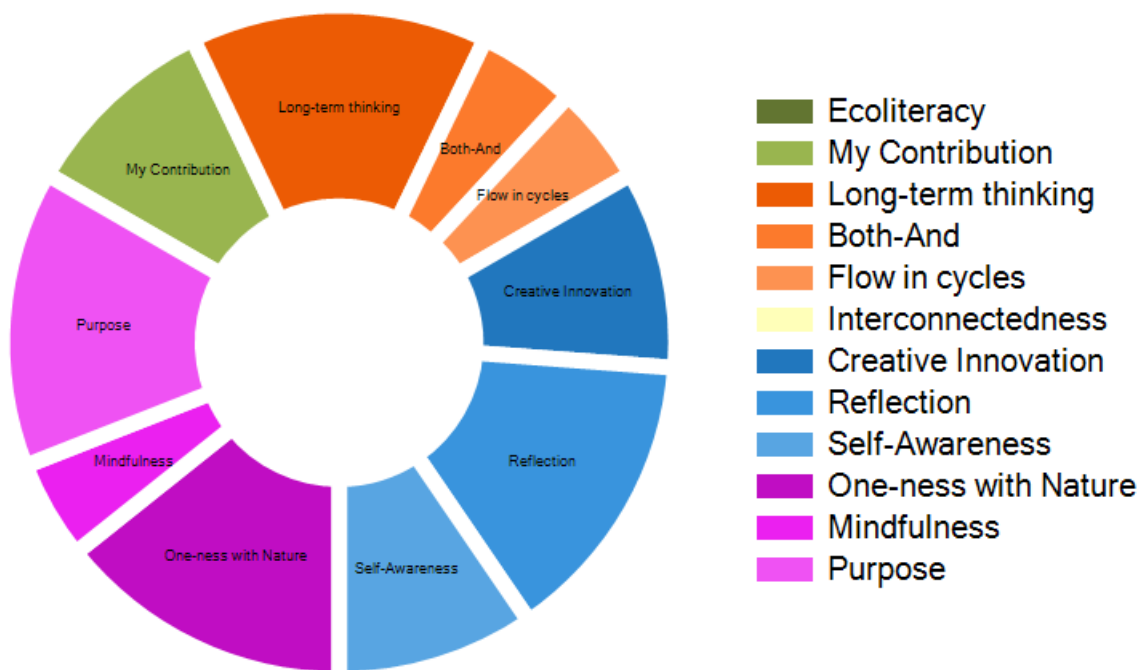 Long-term thinking
Both-And
My Contribution
Flow in cycles
Creative Innovation
Purpose
Mindfulness
Reflection
One-ness with Nature
Self-Awareness
Ecoliteracy
My Contribution
Long-term thinking
Both-And
Flow in cycles
Interconnectedness
Creative Innovation
Reflection
Self-Awareness
One-ness with Nature
Mindfulness
Purpose